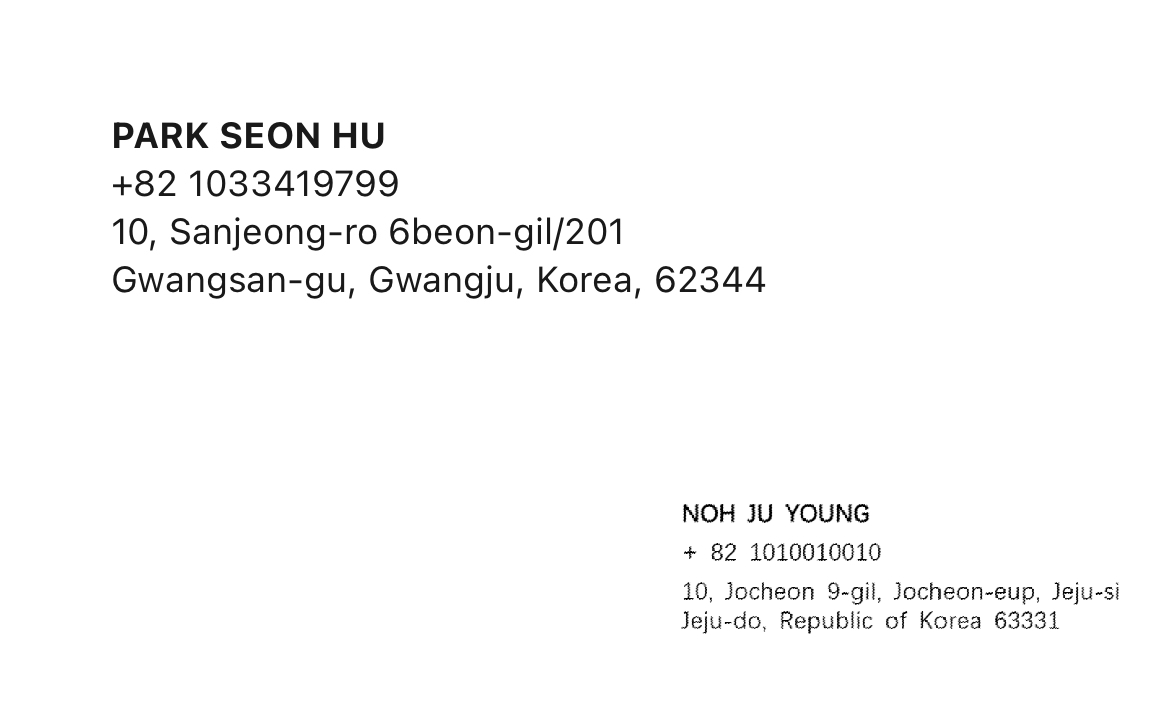 PARK SEON HU
+82 1033419799
10, Sanjeong-ro 6beon-gil/201
Gwangsan-gu, Gwangju, Korea, 62344
NOH JU YOUNG
+ 82 1010010010
10, Jocheon 9-gil, Jocheon-eup, Jeju-si
Jeju-do, Republic of Korea 63331